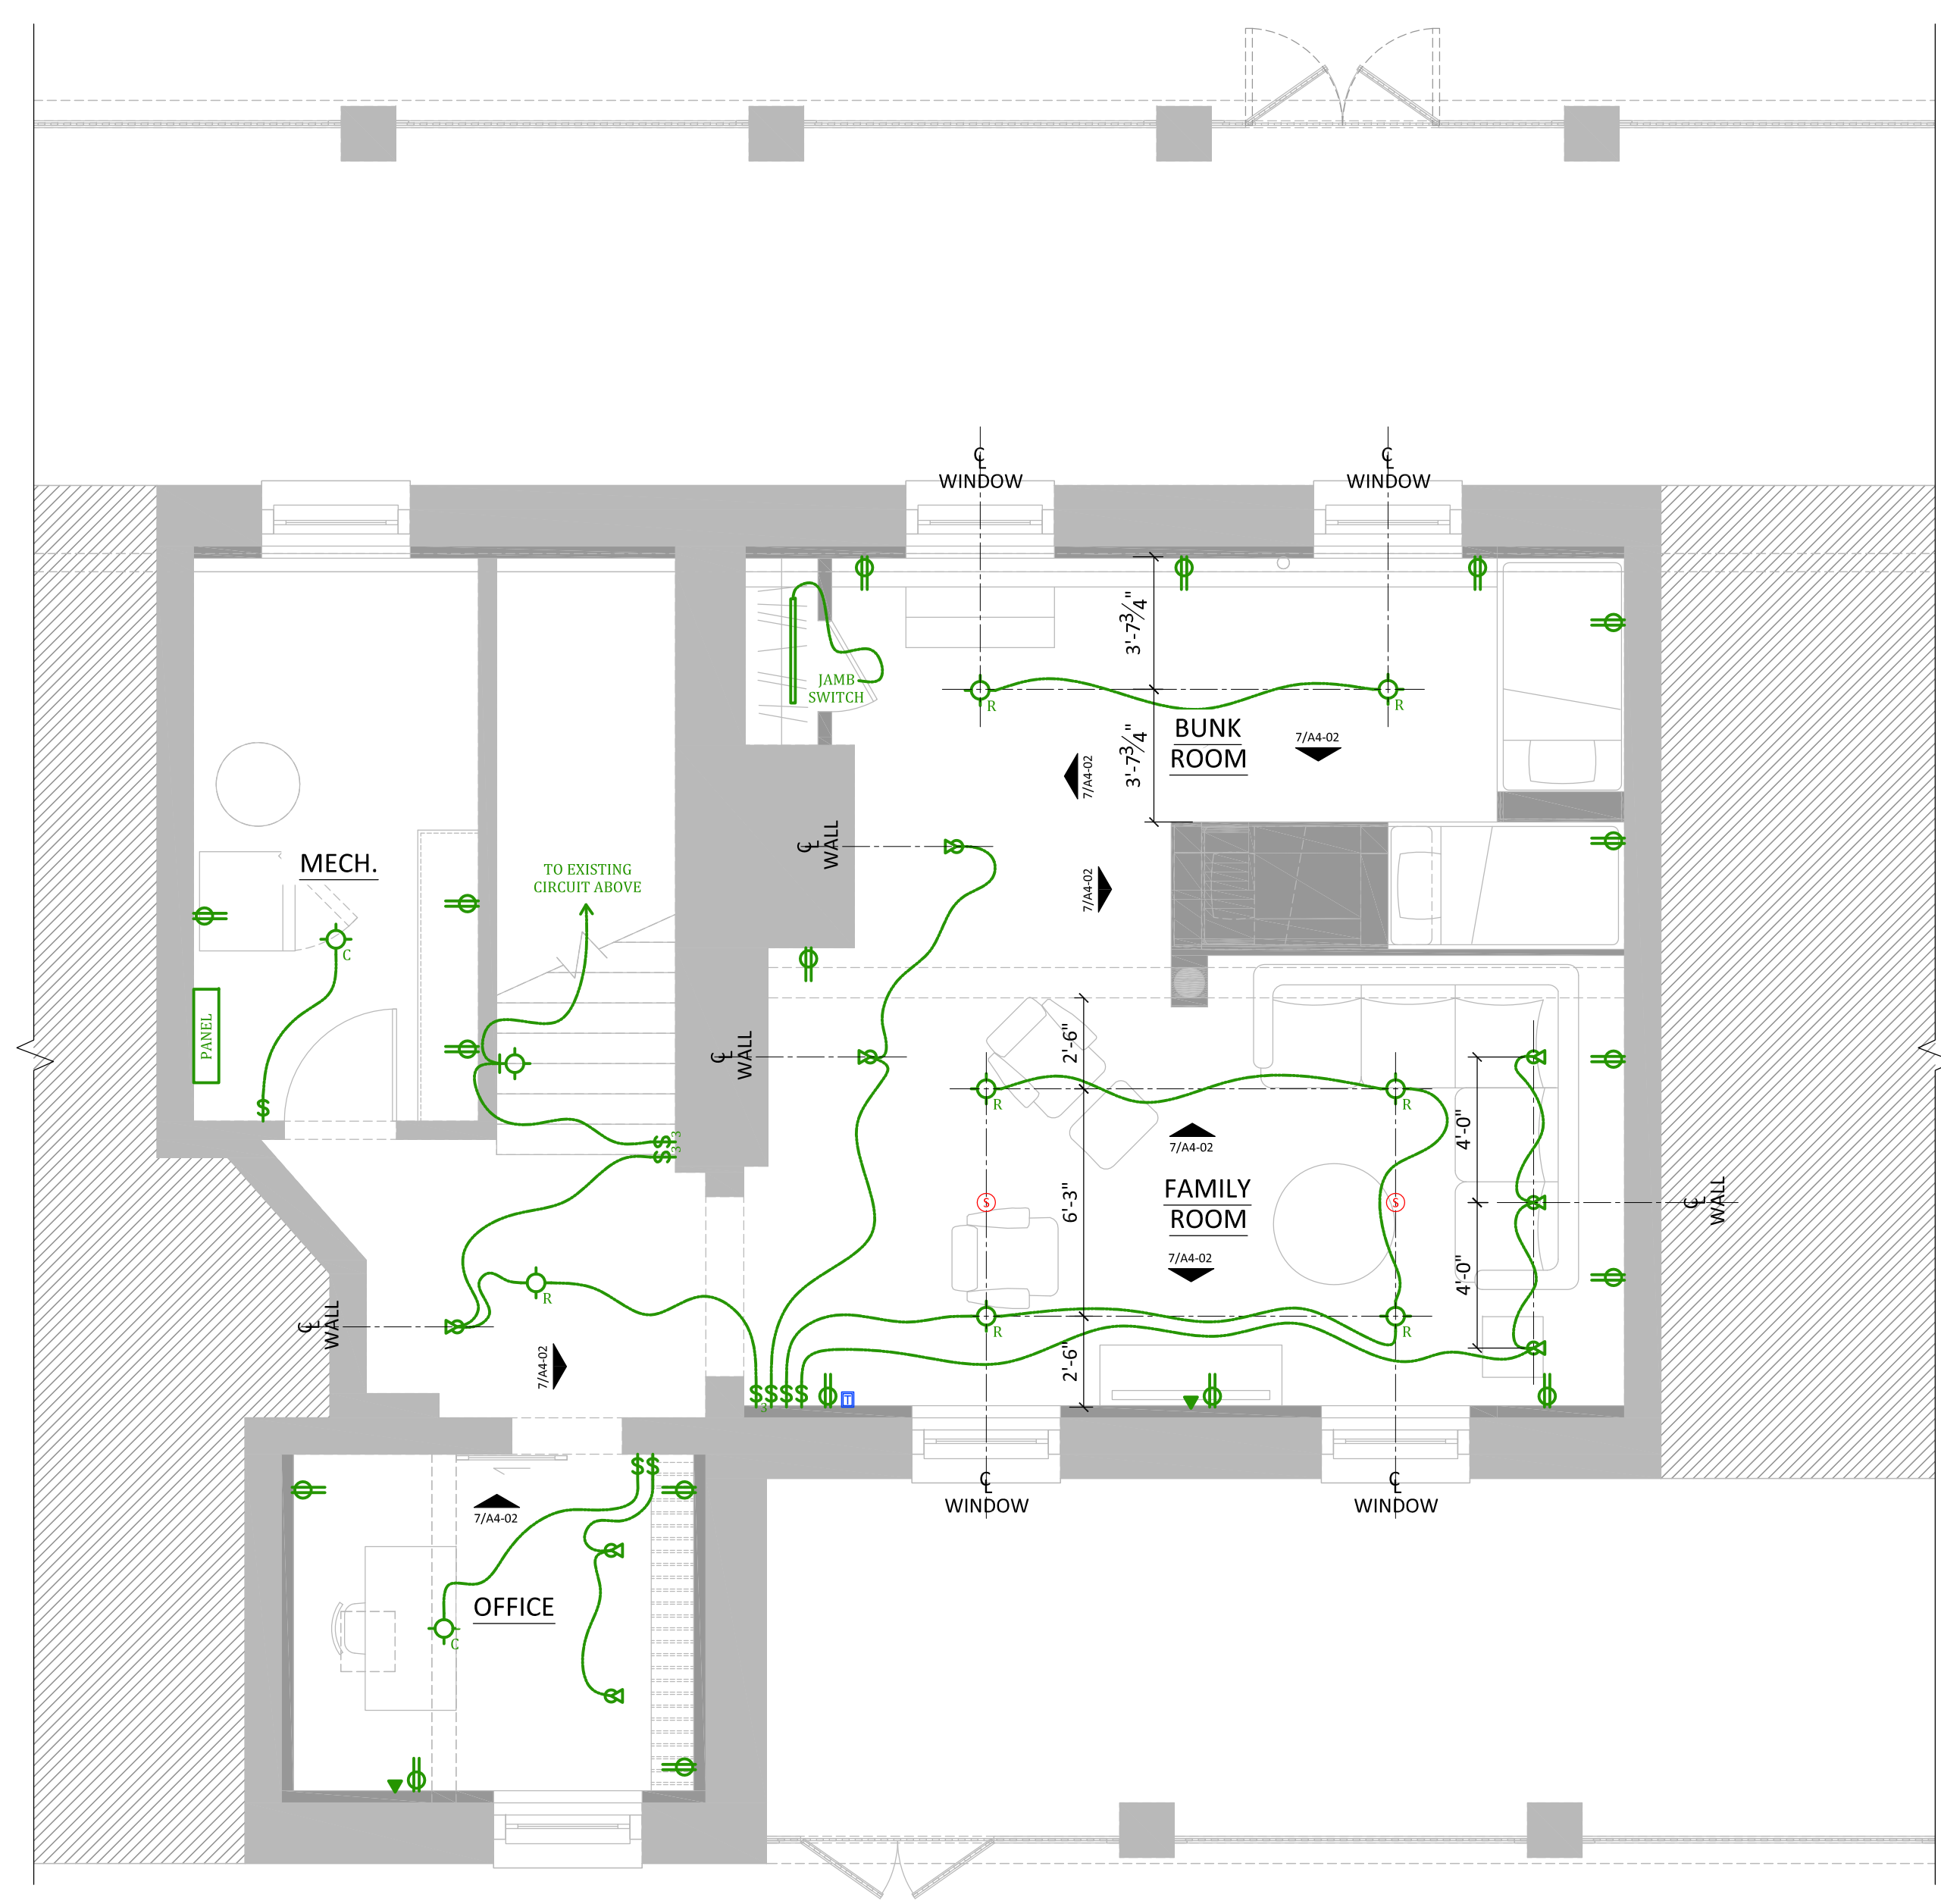 ℄
WINDOW
℄
WINDOW
3'-7¾"
JAMB
SWITCH
R
R
BUNK
ROOM
7/A4-02
3'-7¾"
7/A4-02
℄
WALL
MECH.
TO EXISTING
CIRCUIT ABOVE
7/A4-02
C
PANEL
℄
WALL
2'-6"
R
R
$
$ 3
$ 3
4'-0"
7/A4-02
FAMILY
ROOM
S
S
6'-3"
℄
WALL
7/A4-02
4'-0"
R
℄
WALL
R
R
7/A4-02
2'-6"
$ $ $ $
3
T
$ $
℄
WINDOW
℄
WINDOW
7/A4-02
OFFICE
C